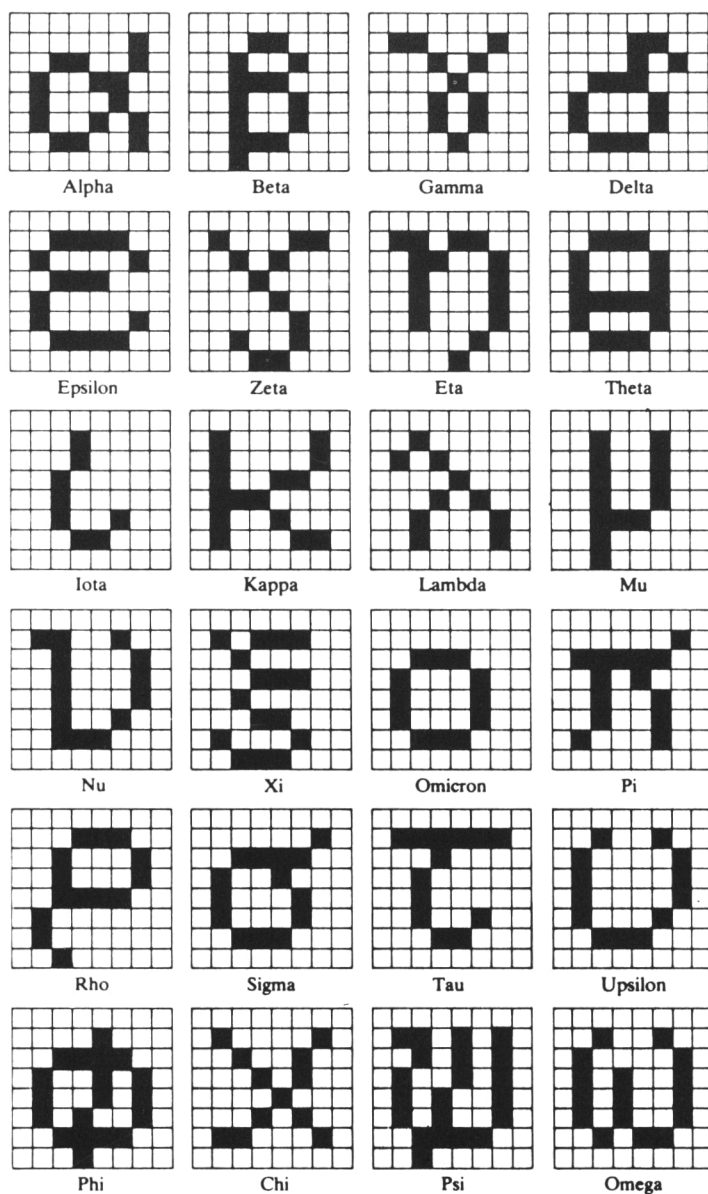 Alpha Beta Gamma Delta
Epsilon Zeta Eta Theta
Iota Kappa Lambda Mu
Nu Xi Omicron Pi
Rho Sigma Tau Upsilon
Phi Chi Psi Omega